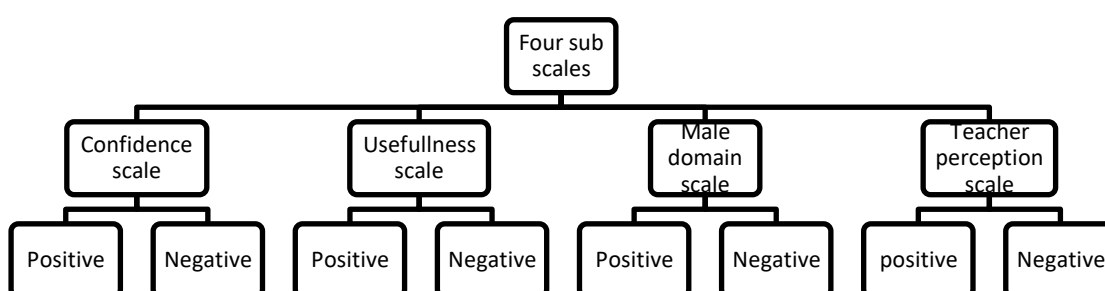 Four sub
scales
Confidence
scale
Usefullness
scale
Male
domain
scale
Teacher
perception
scale
Positive
Negative
Positive
Negative
Positive
Negative
positive
Negative